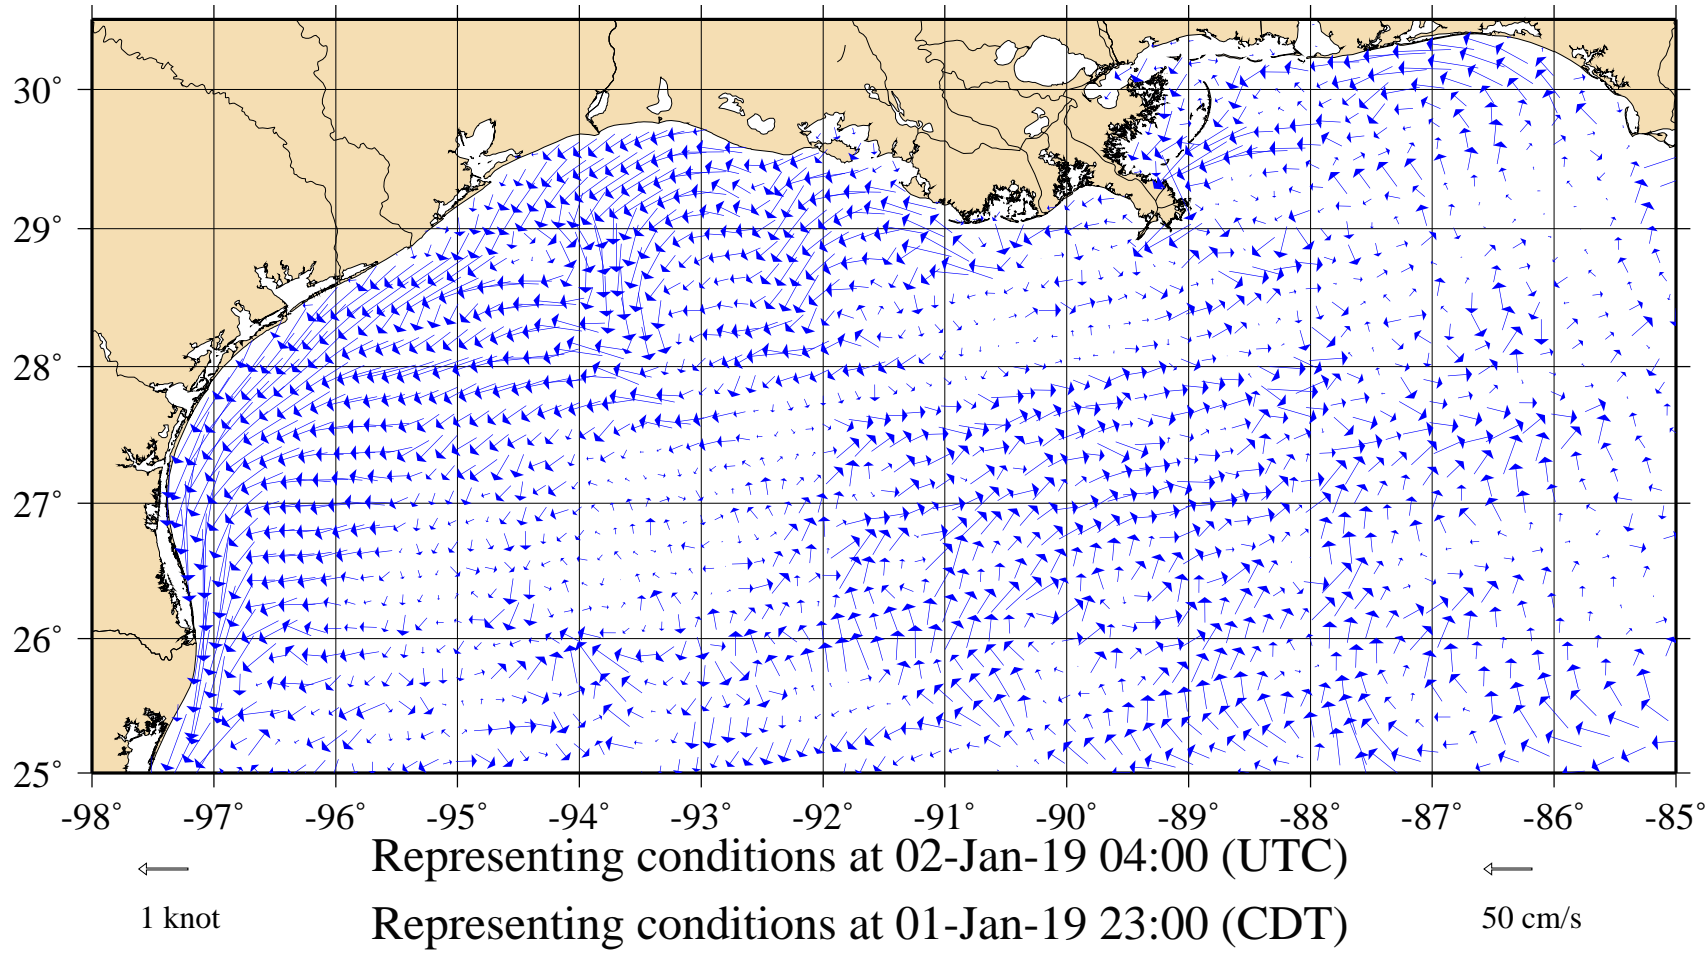 30°
29°
28°
27°
26°
25°
-98° -97° -96° -95° -94° -93° -92° -91° -90° -89° -88° -87° -86° -85°
Representing conditions at 02-Jan-19 04:00 (UTC)
1 knot
50 cm/s
Representing conditions at 01-Jan-19 23:00 (CDT)